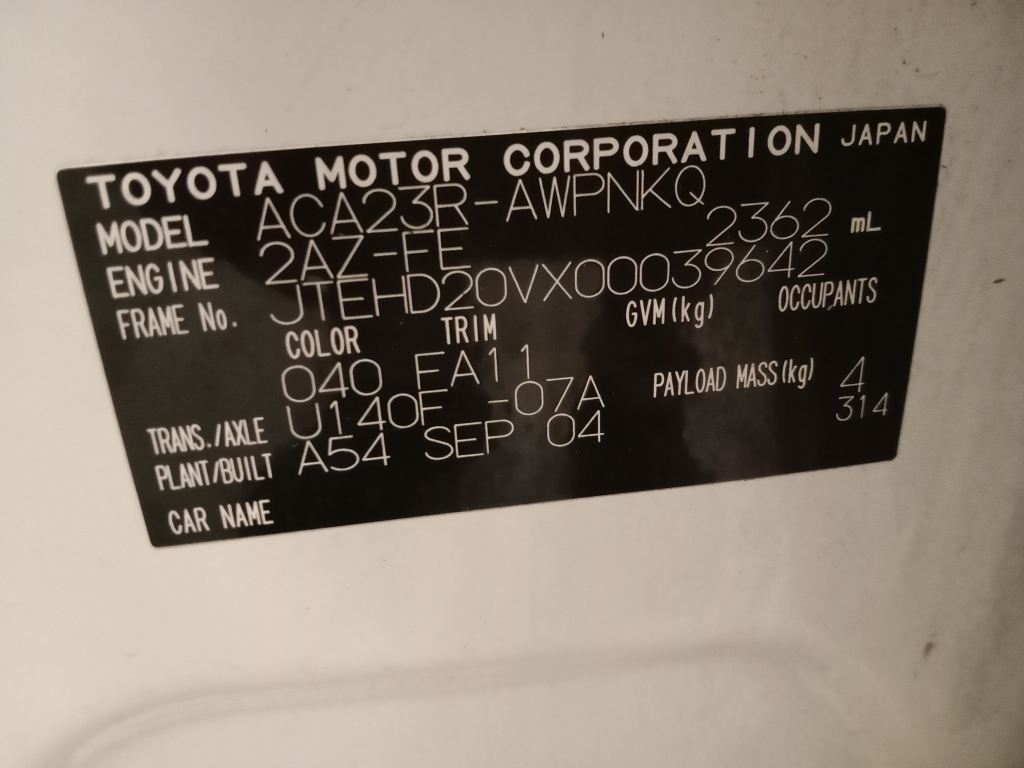 TOYOTA MOTOR CORPORATION JAPAN
MODEL ACA23R-AWPNKQ
ENGINE 2AZ-FE 2362 mL
FRAME No. JTEHD20VX00039642
COLOR TRIM GVM(kg) OCCUPANTS
040 EA11 4
TRANS./AXLE U140F -07A PAYLOAD MASS(kg) 314
PLANT/BUILT A54 SEP 04
CAR NAME